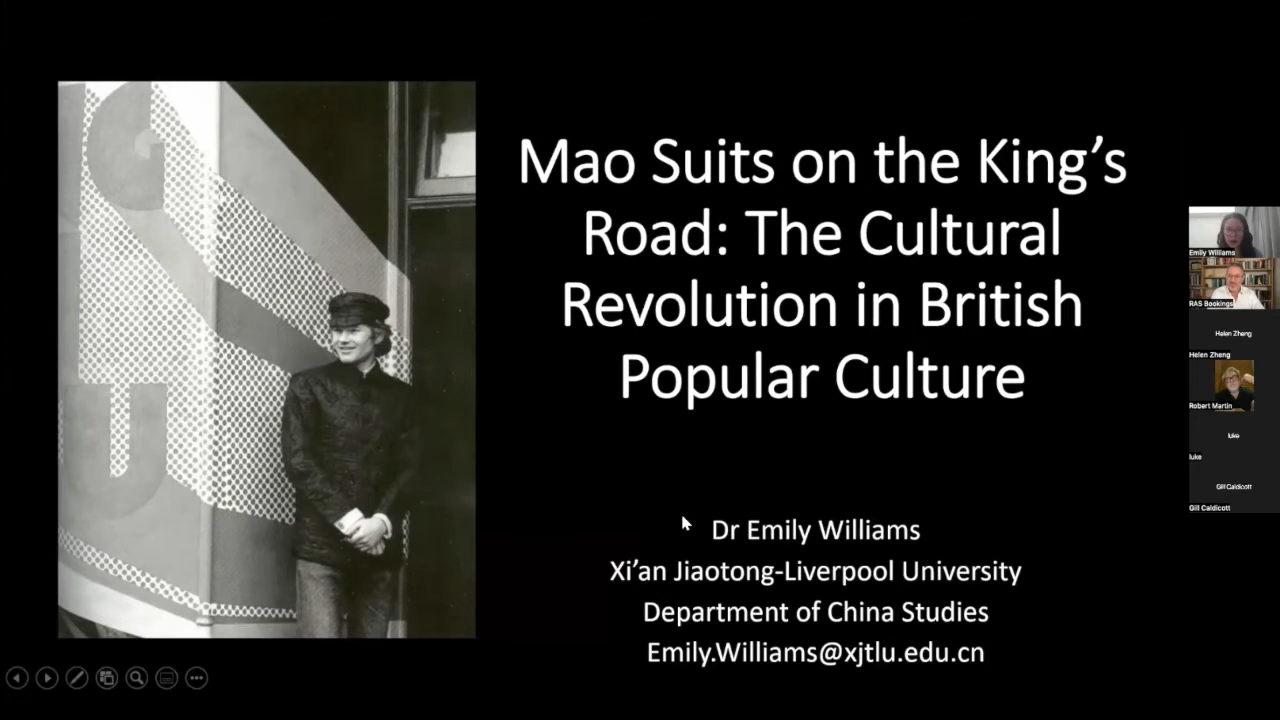 Mao Suits on the King’s
Road: The Cultural
Revolution in British
Popular Culture
Dr Emily Williams
Xi’an Jiaotong-Liverpool University
Department of China Studies
Emily.Williams@xjtlu.edu.cn
Emily Williams
RAS Bookings
Helen Zheng
Helen Zheng
Robert Martin
luke
luke
Gill Caldicott
Gill Caldicott